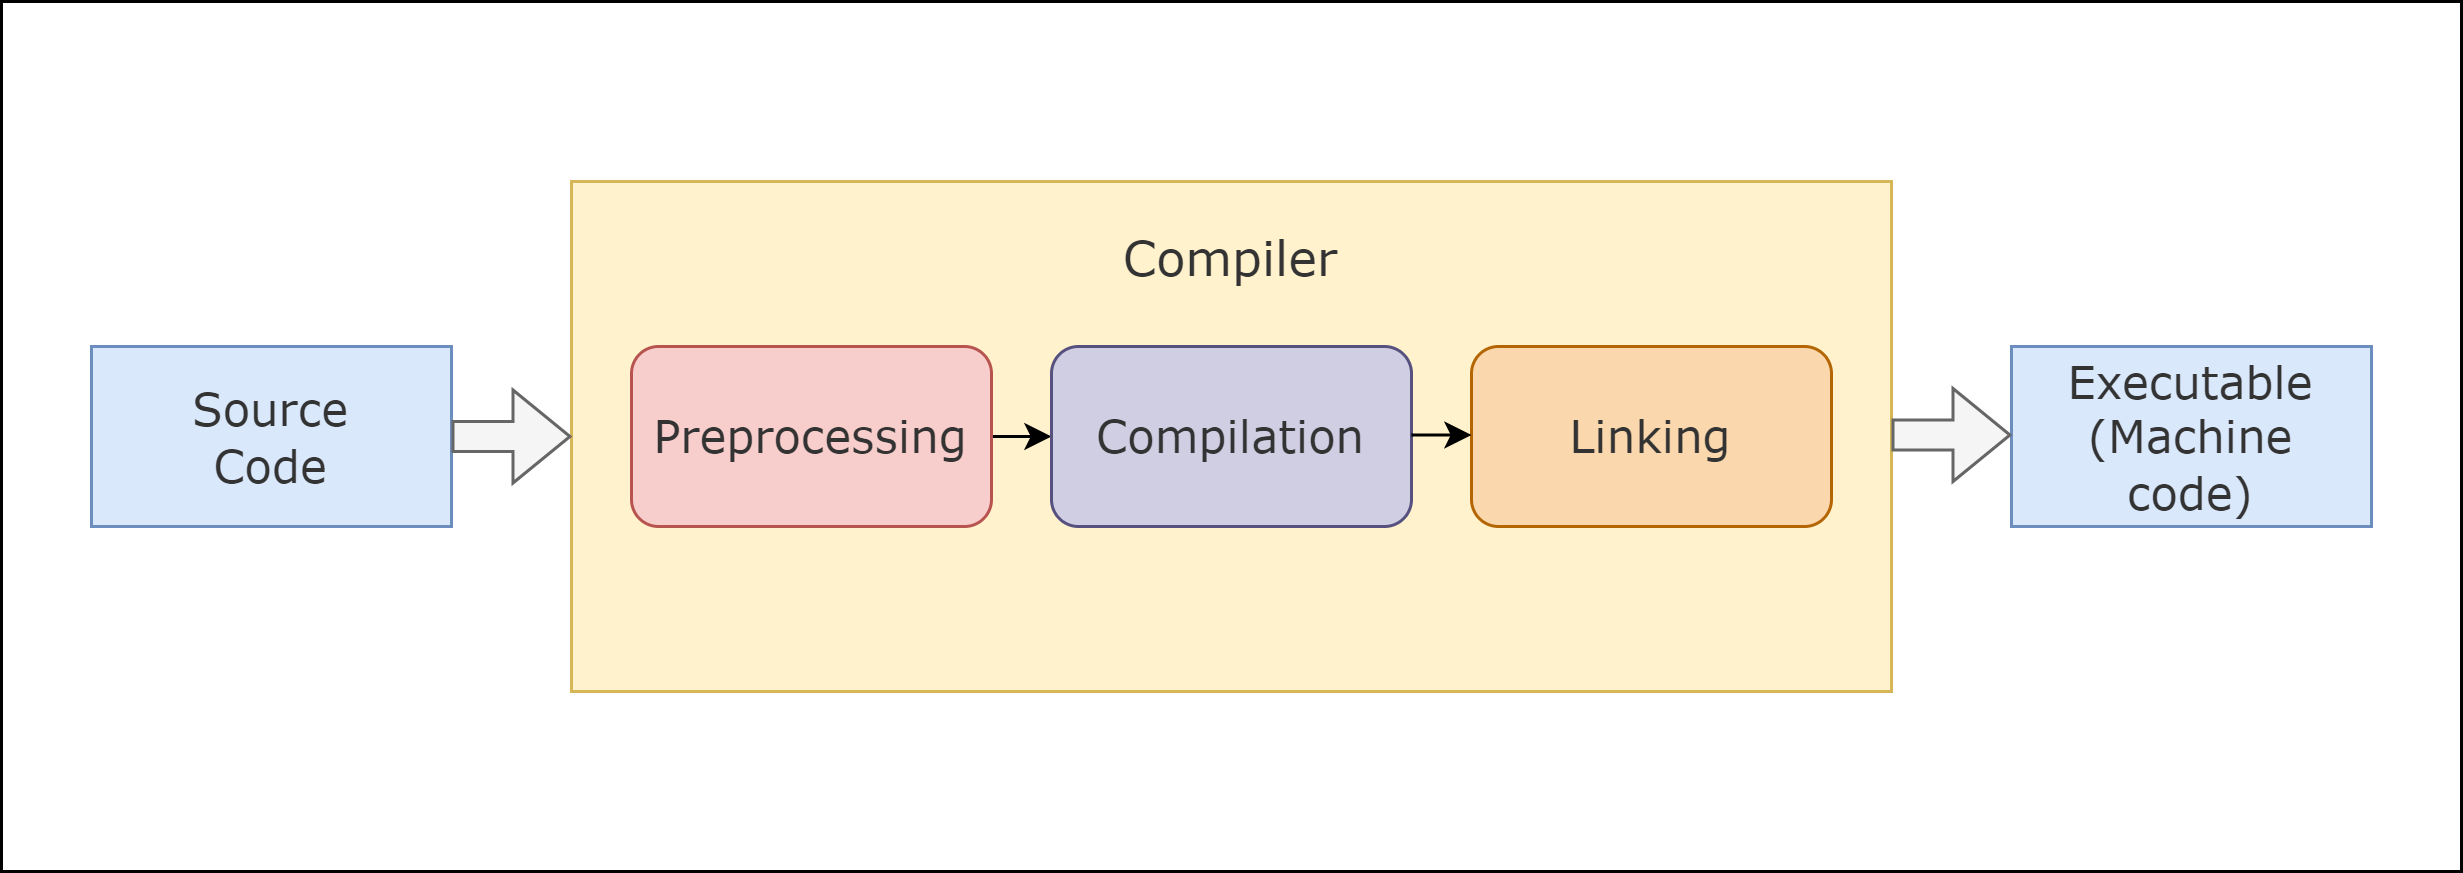 Compiler
Source
Code
Preprocessing
Compilation
Linking
Executable
(Machine
code)